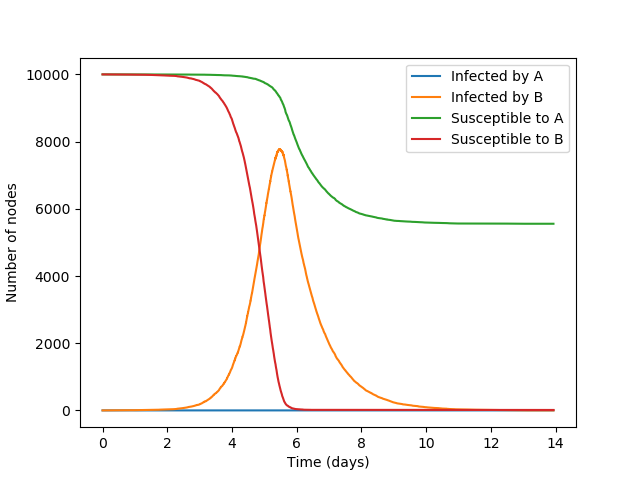 Infected by A
Infected by B
Susceptible to A
Susceptible to B
10000
8000
6000
4000
2000
0
Number of nodes
0 2 4 6 8 10 12 14
Time (days)